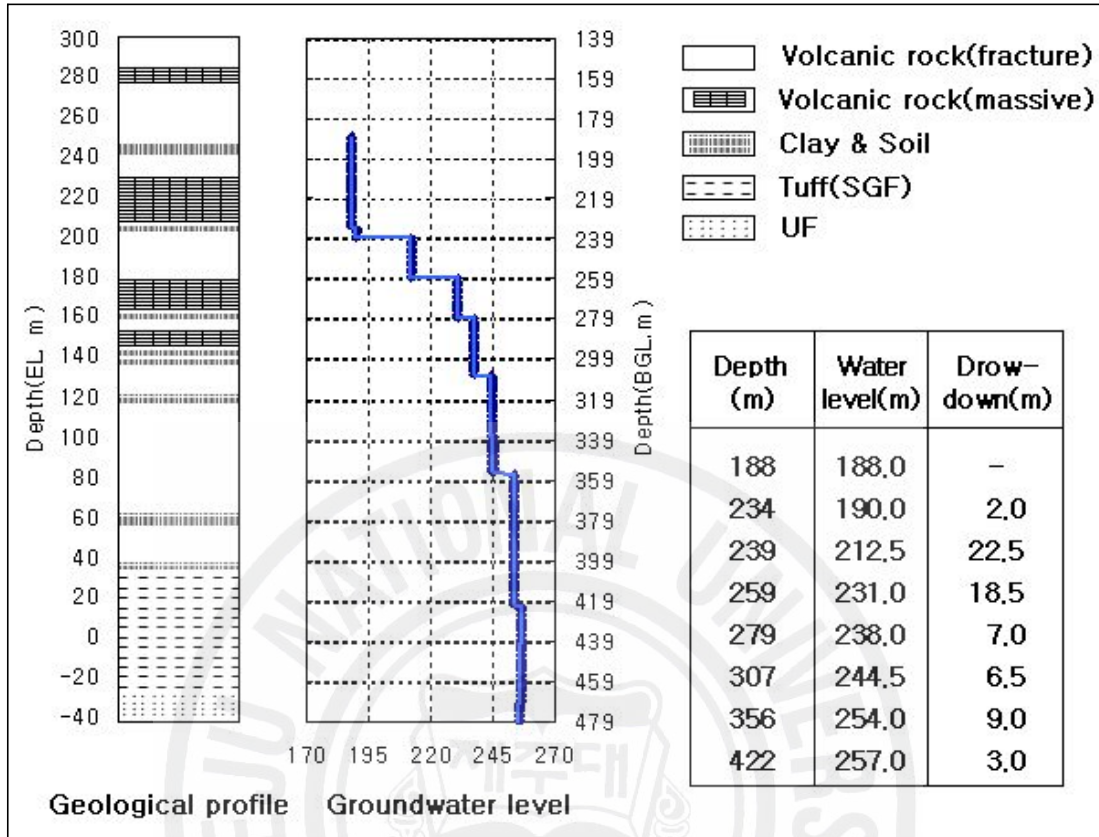 300
280
260
240
220
200
180
160
140
120
100
80
60
40
20
0
-20
-40
Depth(EL m)
Geological profile
139
159
179
199
219
239
259
279
299
319
339
359
379
399
419
439
459
479
Depth(BGL.m)
170 195 220 245 270
Groundwater level
Volcanic rock(fracture)
Volcanic rock(massive)
Clay & Soil
Tuff(SGF)
UF
Depth (m) Water level(m) Drow-down(m)
188 188.0 –
234 190.0 2.0
239 212.5 22.5
259 231.0 18.5
279 238.0 7.0
307 244.5 6.5
356 254.0 9.0
422 257.0 3.0
NATIONAL
제주대